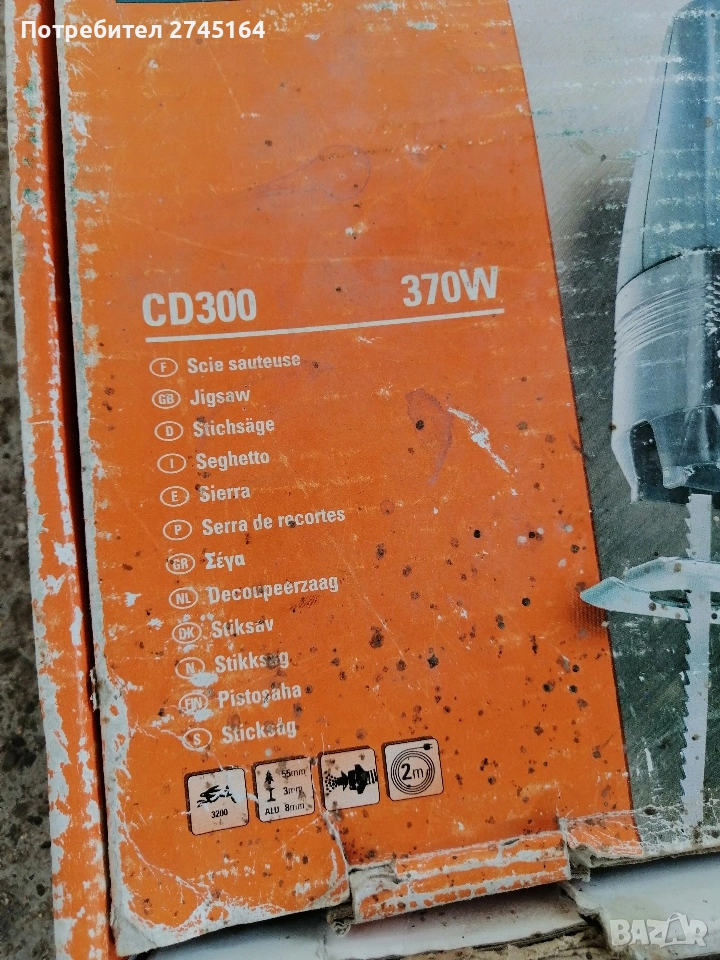 Потребител 2745164
CD300 370W
F Scie sauteuse
GB Jigsaw
D Stichsäge
I Seghetto
E Sierra
P Serra de recortes
GR Σέγα
NL Decoupeerzaag
DK Stiksav
N Stikksag
FIN Pistosaha
S Sticksåg
3200
55mm
3mm
ALU 8mm
2m
BAZAR